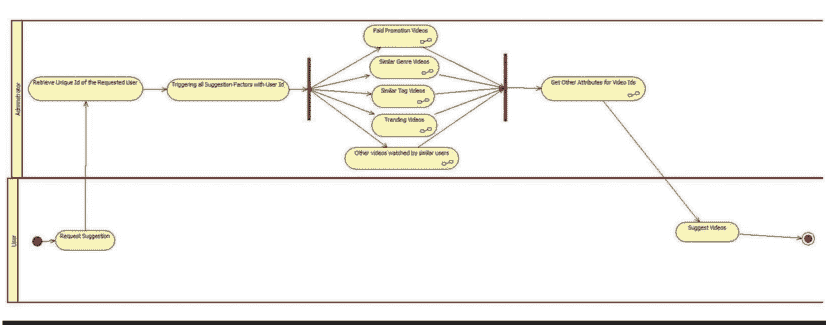 Administrator
Retrieve Unique Id of the Requested User
Triggering all Suggestion Factors with User Id
Paid Promotion Videos
Similar Genre Videos
Similar Tag Videos
Tranding Videos
Other videos watched by similar users
Get Other Attributes for Video Ids
User
Request Suggestion
Suggest Videos